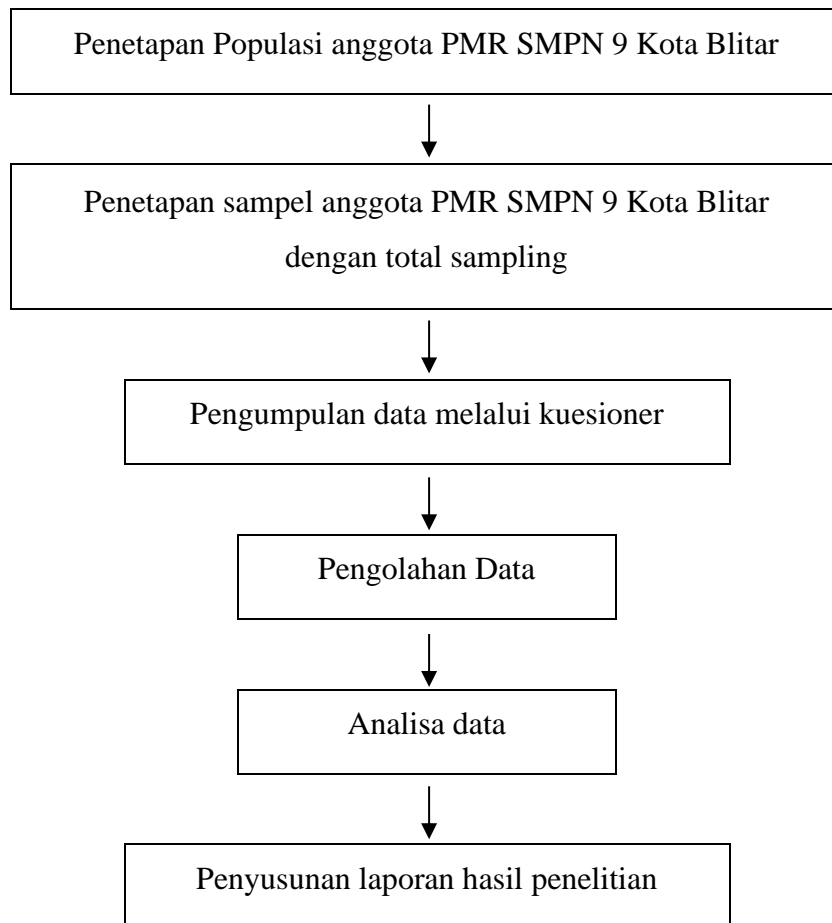 Penetapan Populasi anggota PMR SMPN 9 Kota Blitar
Penetapan sampel anggota PMR SMPN 9 Kota Blitar
dengan total sampling
Pengumpulan data melalui kuesioner
Pengolahan Data
Analisa data
Penyusunan laporan hasil penelitian